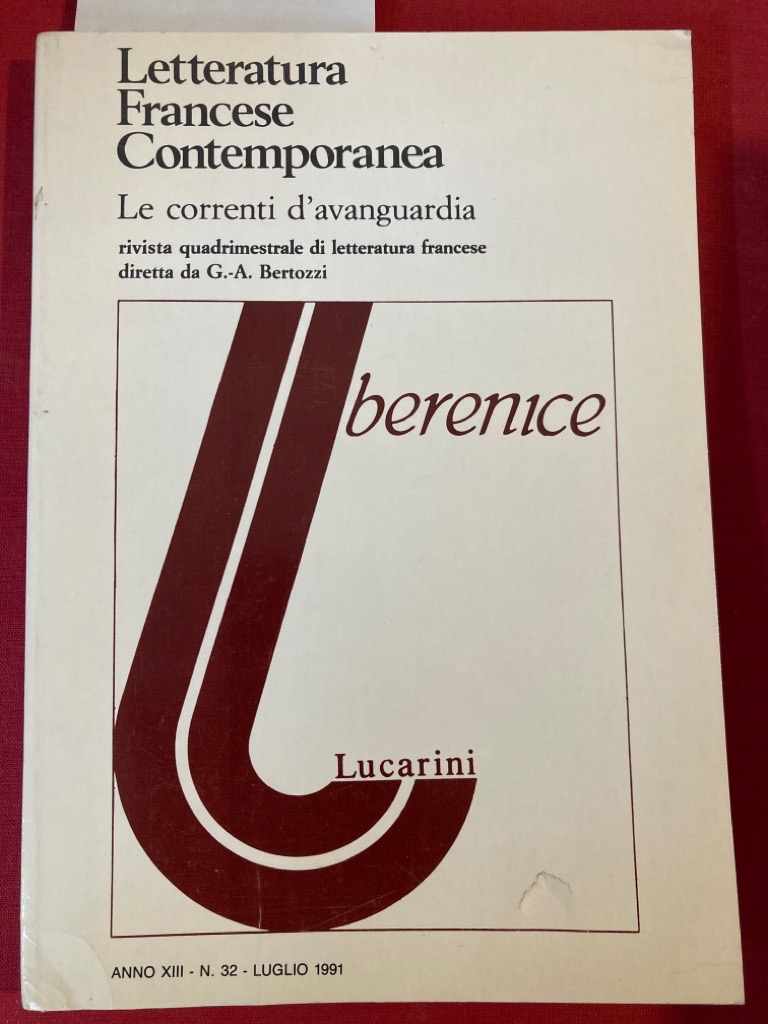 Letteratura
Francese
Contemporanea
Le correnti d'avanguardia
rivista quadrimestrale di letteratura francese
diretta da G.-A. Bertozzi
berenice
Lucarini
ANNO XIII - N. 32 - LUGLIO 1991